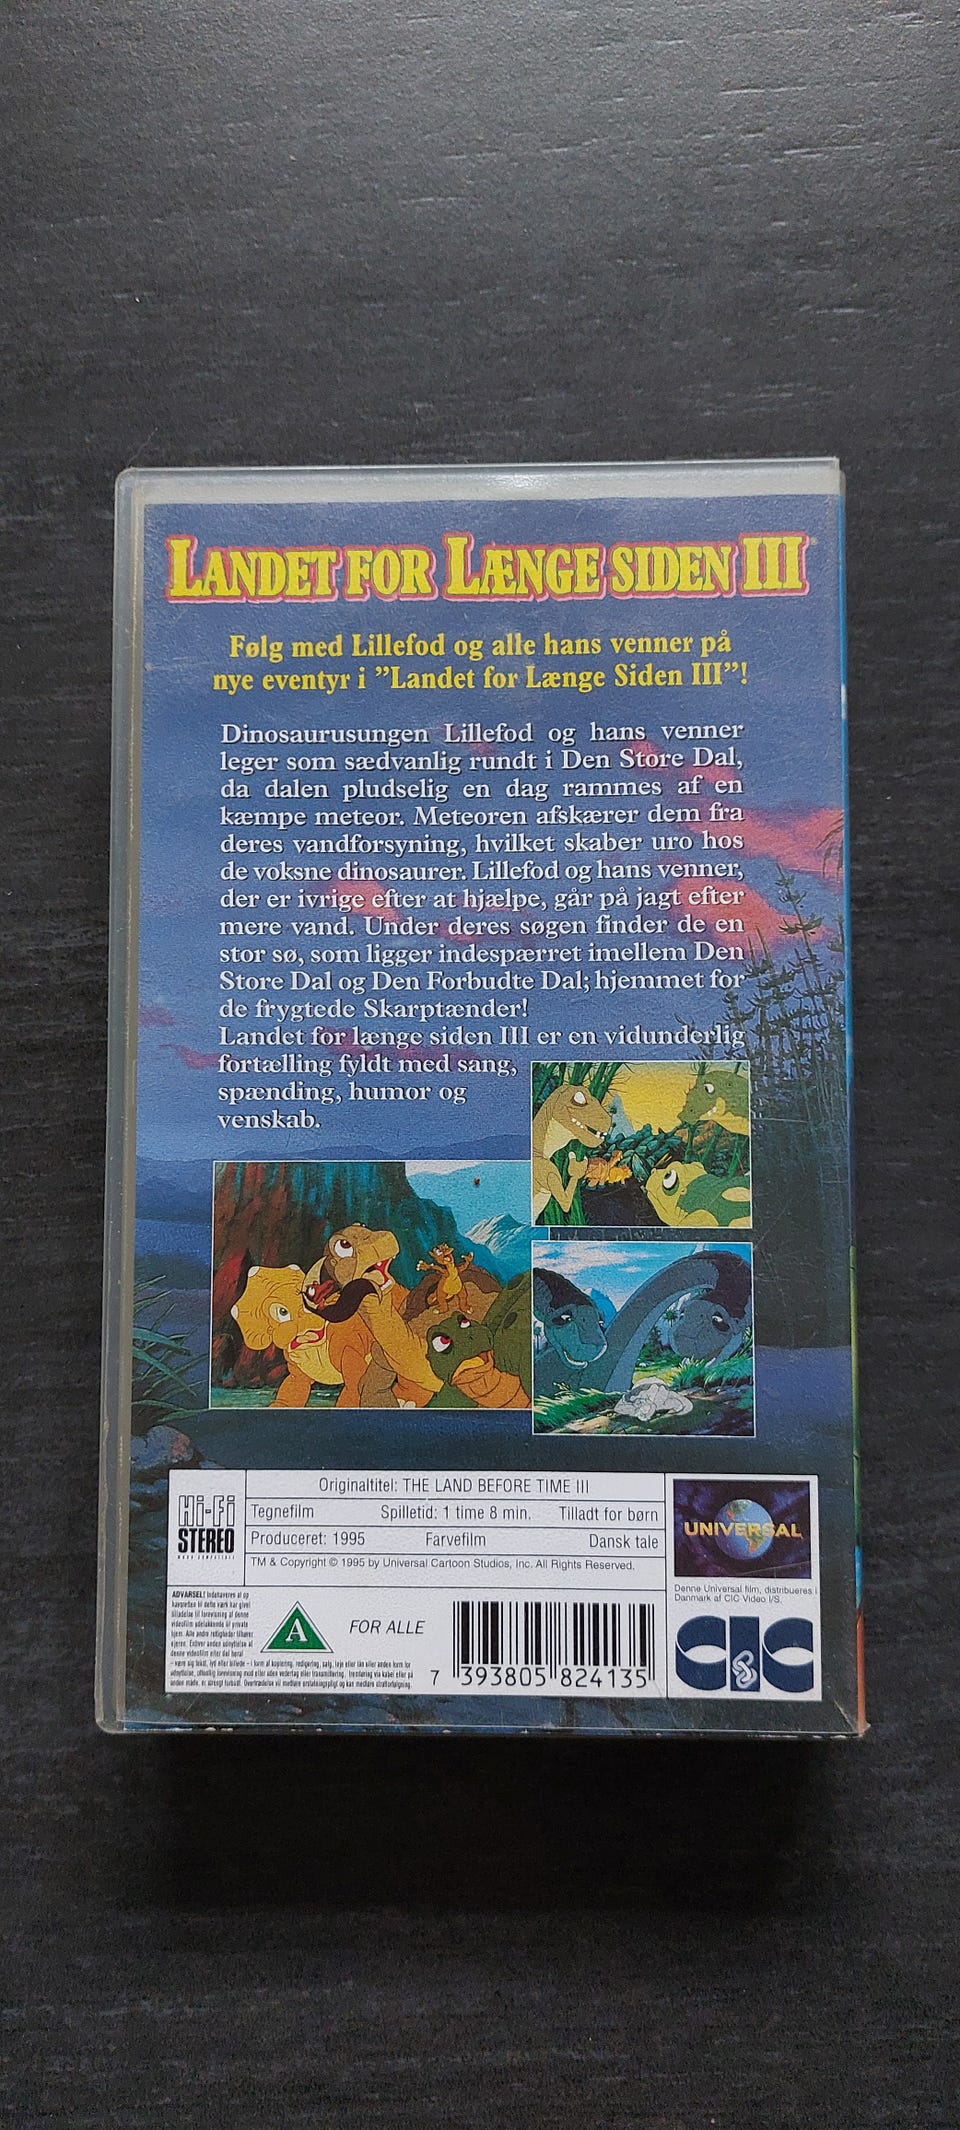 LANDET FOR LÆNGE SIDEN III
Følg med Lillefod og alle hans venner på
nye eventyr i ”Landet for Længe Siden III”!
Dinosaurusungen Lillefod og hans venner
leger som sædvanlig rundt i Den Store Dal,
da dalen pludselig en dag rammes af en
kæmpe meteor. Meteoren afskærer dem fra
deres vandforsyning, hvilket skaber uro hos
de voksne dinosaurer. Lillefod og hans venner,
der er ivrige efter at hjælpe, går på jagt efter
mere vand. Under deres søgen finder de en
stor sø, som ligger indespærret imellem Den
Store Dal og Den Forbudte Dal; hjemmet for
de frygtede Skarptænder!
Landet for længe siden III er en vidunderlig
fortælling fyldt med sang,
spænding, humor og
venskab.
Hi-Fi
STEREO
Originaltitel: THE LAND BEFORE TIME III
Tegnefilm Spilletid: 1 time 8 min. Tilladt for børn
Produceret: 1995 Farvefilm Dansk tale
TM & Copyright © 1995 by Universal Cartoon Studios, Inc. All Rights Reserved.
UNIVERSAL
Denne Universal film, distribueres i
Danmark af CIC Video I/S.
CIC
ADVARSEL!
A
FOR ALLE
7 393805 824135